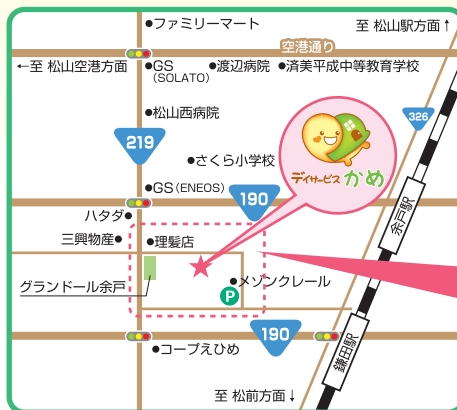 ファミリーマート
至 松山駅方面↑
空港通り
←至 松山空港方面
GS
(SOLATO)
渡辺病院
済美平成中等教育学校
松山西病院
326
219
さくら小学校
デイサービス かめ
GS(ENEOS)
190
余戸駅
ハタダ
三興物産
理髪店
メゾンクレール
グランドール余戸
P
190
鎌田駅
コープえひめ
至 松前方面↓